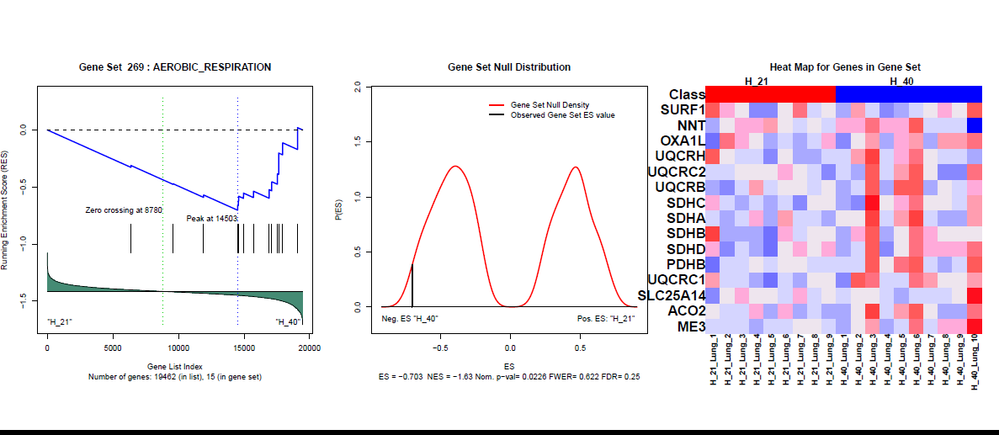 Gene Set 269 : AEROBIC_RESPIRATION
Running Enrichment Score (RES)
0.0
−0.5
−1.0
−1.5
Zero crossing at 8780
Peak at 14503
"H_21"
"H_40"
0
5000
10000
15000
20000
Gene List Index
Number of genes: 19462 (in list), 15 (in gene set)
Gene Set Null Distribution
P(ES)
2.0
1.5
1.0
0.5
0.0
Gene Set Null Density
Observed Gene Set ES value
Neg. ES "H_40"
Pos. ES: "H_21"
−0.5
0.0
0.5
ES
ES = −0.703 NES = −1.63 Nom. p−val= 0.0226 FWER= 0.622 FDR= 0.25
Heat Map for Genes in Gene Set
H_21
H_40
Class
SURF1
NNT
OXA1L
UQCRH
UQCRC2
UQCRB
SDHC
SDHA
SDHB
SDHD
PDHB
UQCRC1
SLC25A14
ACO2
ME3
H_21_Lung_1
H_21_Lung_2
H_21_Lung_3
H_21_Lung_4
H_21_Lung_5
H_21_Lung_6
H_21_Lung_7
H_21_Lung_8
H_21_Lung_9
H_40_Lung_1
H_40_Lung_2
H_40_Lung_3
H_40_Lung_4
H_40_Lung_5
H_40_Lung_6
H_40_Lung_7
H_40_Lung_8
H_40_Lung_9
H_40_Lung_10